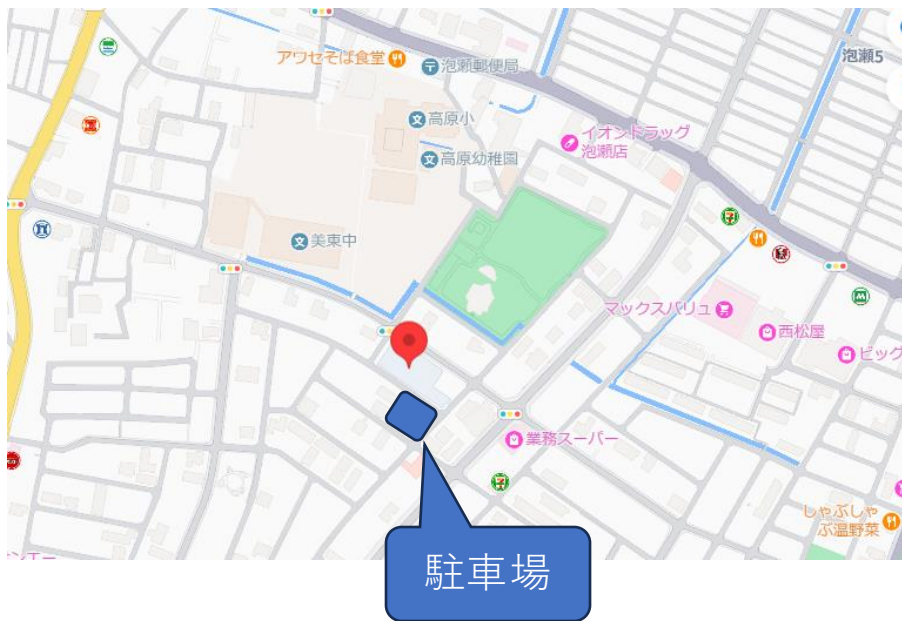 泡瀬5
アワセそば食堂
泡瀬郵便局
高原小
イオンドラッグ
泡瀬店
高原幼稚園
美東中
マックスバリュ
西松屋
ビッグ
業務スーパー
しゃぶしゃ
ぶ温野菜
駐車場